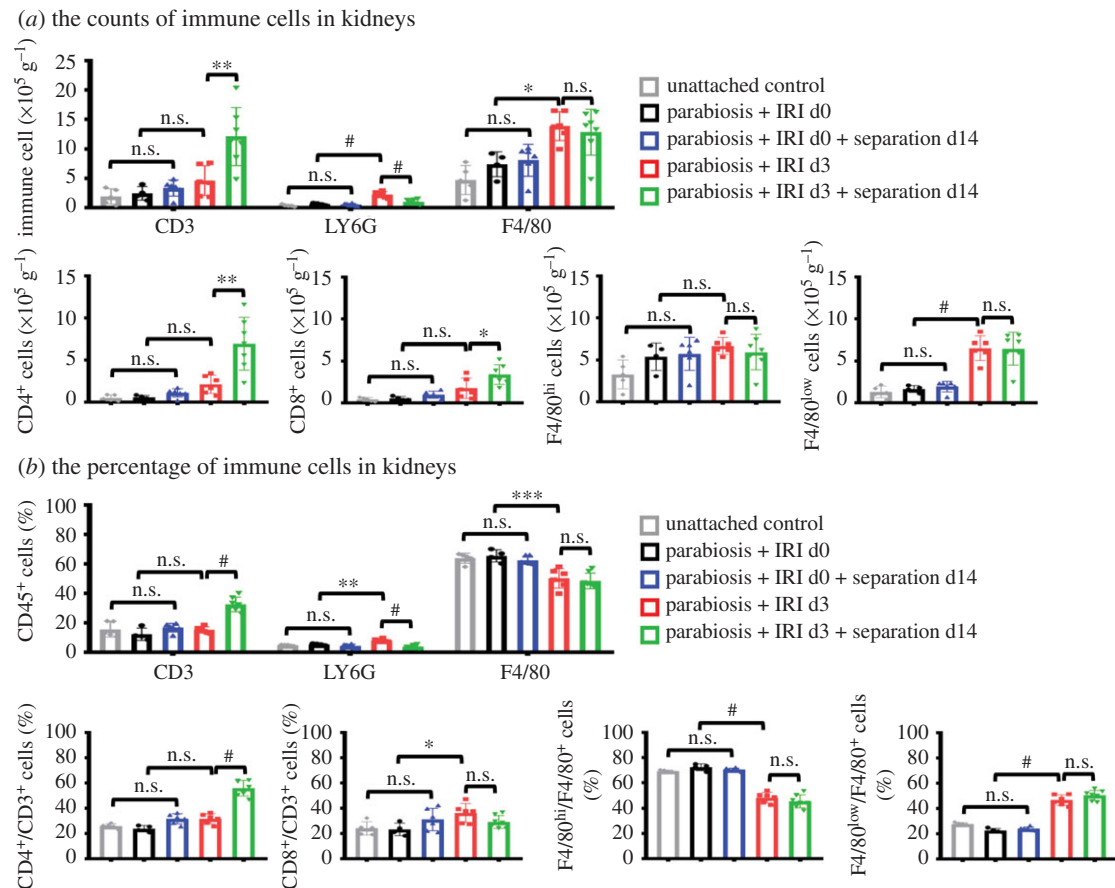 (a) the counts of immune cells in kidneys
immune cell (×10⁵ g⁻¹)
25
20
15
10
5
0
n.s.
n.s.
**
n.s.
#
#
n.s.
*
n.s.
CD3
LY6G
F4/80
unattached control
parabiosis + IRI d0
parabiosis + IRI d0 + separation d14
parabiosis + IRI d3
parabiosis + IRI d3 + separation d14
CD4⁺ cells (×10⁵ g⁻¹)
15
10
5
0
n.s.
n.s.
**
CD8⁺ cells (×10⁵ g⁻¹)
15
10
5
0
n.s.
n.s.
*
F4/80ʰⁱ cells (×10⁵ g⁻¹)
15
10
5
0
n.s.
n.s.
n.s.
F4/80ˡᵒʷ cells (×10⁵ g⁻¹)
15
10
5
0
n.s.
#
n.s.
(b) the percentage of immune cells in kidneys
CD45⁺ cells (%)
100
80
60
40
20
0
n.s.
n.s.
#
n.s.
**
#
n.s.
***
n.s.
CD3
LY6G
F4/80
unattached control
parabiosis + IRI d0
parabiosis + IRI d0 + separation d14
parabiosis + IRI d3
parabiosis + IRI d3 + separation d14
CD4⁺/CD3⁺ cells (%)
100
80
60
40
20
0
n.s.
n.s.
#
CD8⁺/CD3⁺ cells (%)
100
80
60
40
20
0
n.s.
*
n.s.
F4/80ʰⁱ/F4/80⁺ cells
(%)
100
80
60
40
20
0
n.s.
#
n.s.
F4/80ˡᵒʷ/F4/80⁺ cells
(%)
100
80
60
40
20
0
n.s.
#
n.s.